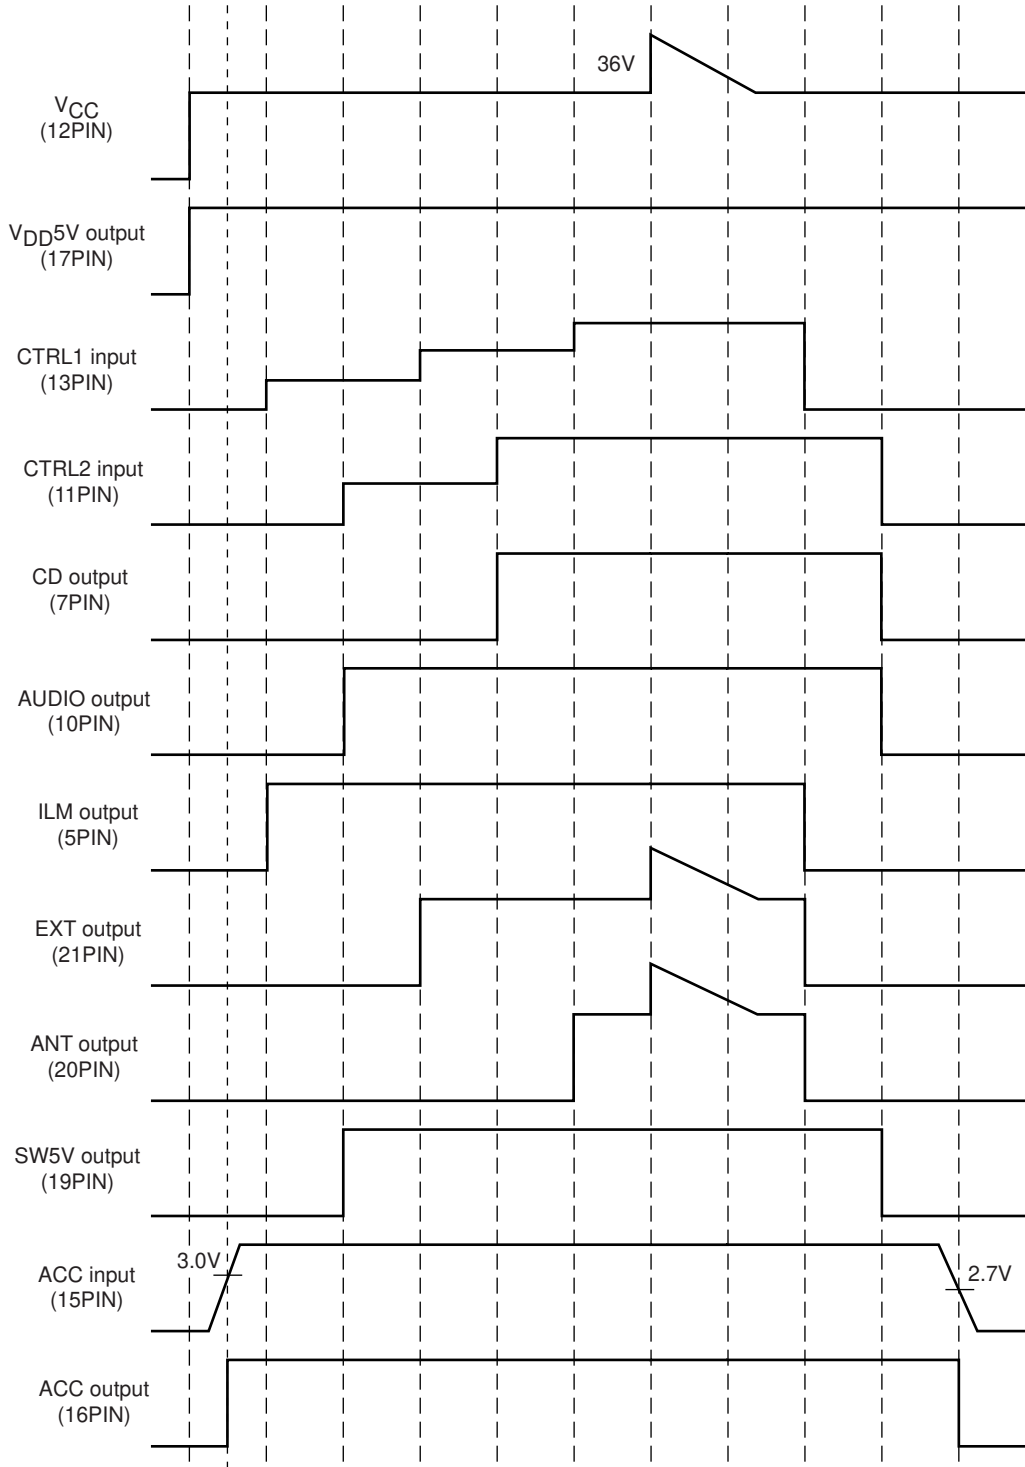 36V
VCC
(12PIN)
VDD5V output
(17PIN)
CTRL1 input
(13PIN)
CTRL2 input
(11PIN)
CD output
(7PIN)
AUDIO output
(10PIN)
ILM output
(5PIN)
EXT output
(21PIN)
ANT output
(20PIN)
SW5V output
(19PIN)
3.0V
ACC input
(15PIN)
2.7V
ACC output
(16PIN)